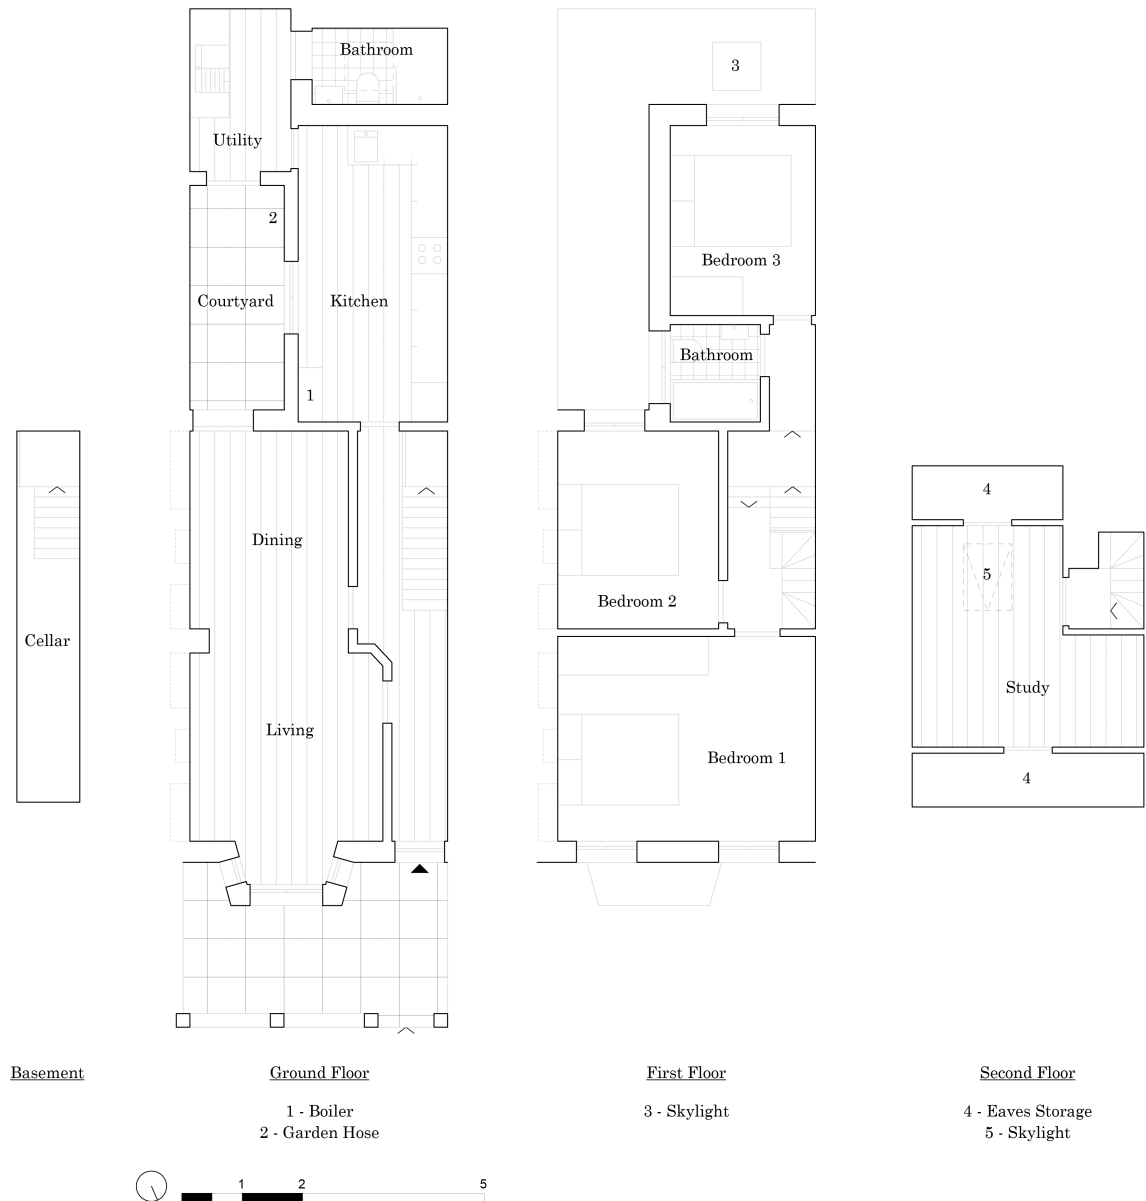 Bathroom
3
Utility
2
Bedroom 3
Courtyard
Kitchen
Bathroom
1
4
Dining
5
Bedroom 2
Cellar
Study
Living
Bedroom 1
4
Basement
Ground Floor
First Floor
Second Floor
1 - Boiler
2 - Garden Hose
3 - Skylight
4 - Eaves Storage
5 - Skylight
1
2
5